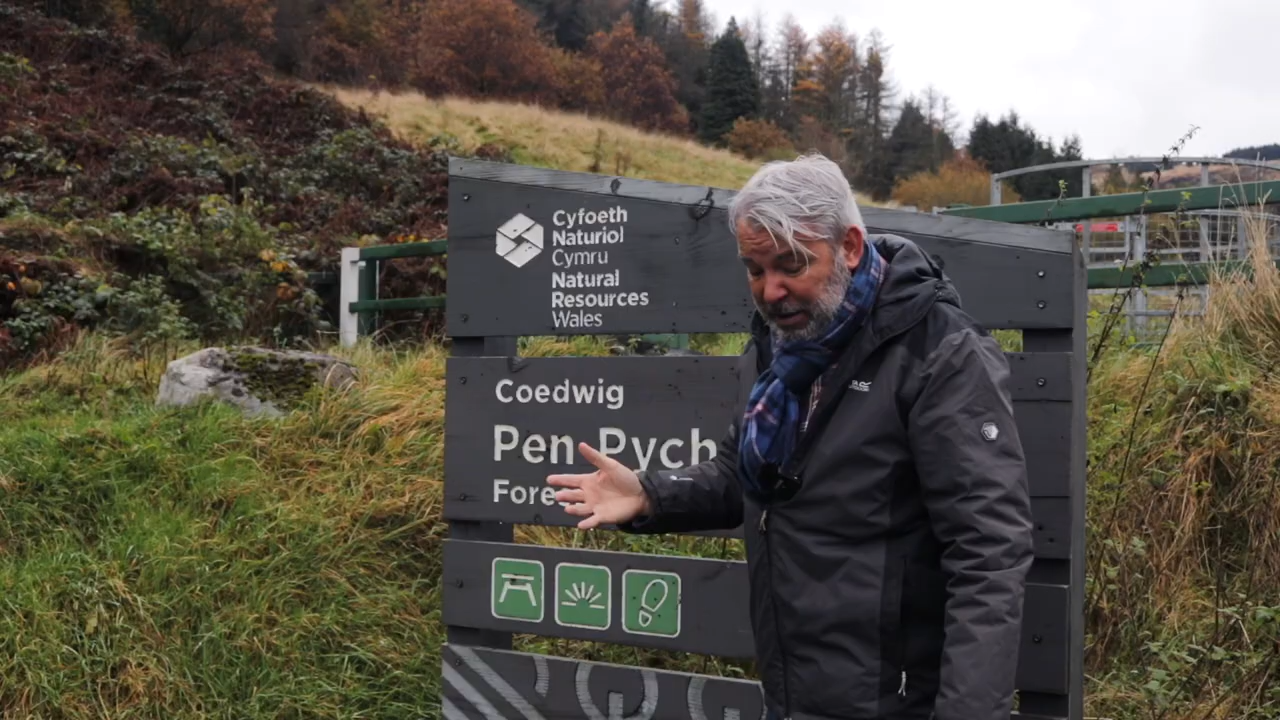 Cyfoeth
Naturiol
Cymru
Natural
Resources
Wales
Coedwig
Pen Pych